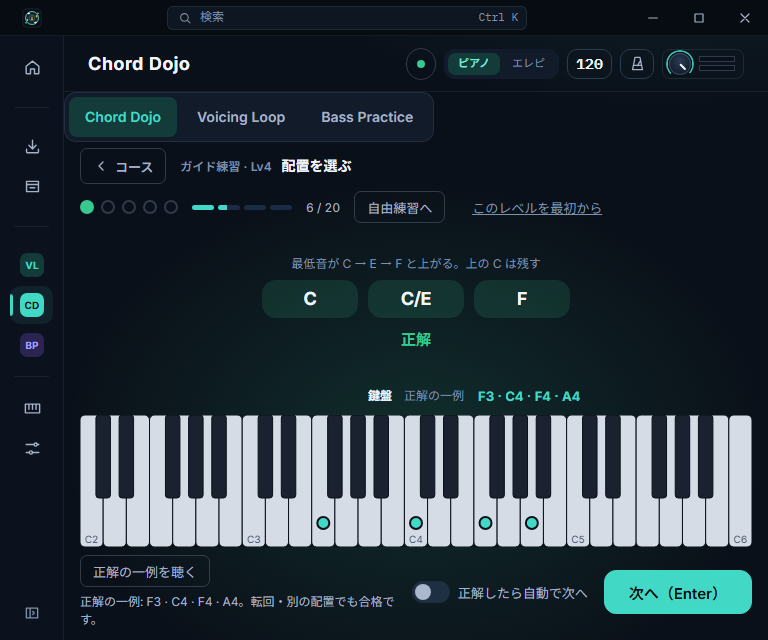 検索 Ctrl K
Chord Dojo
ピアノ エレピ 120
Chord Dojo Voicing Loop Bass Practice
コース ガイド練習 · Lv4 配置を選ぶ
6 / 20 自由練習へ このレベルを最初から
VL
CD
BP
最低音が C → E → F と上がる。上の C は残す
C C/E F
正解
鍵盤 正解の一例 F3 · C4 · F4 · A4
C2 C3 C4 C5 C6
正解の一例を聴く
正解の一例: F3 · C4 · F4 · A4。転回・別の配置でも合格で
す。
正解したら自動で次へ 次へ（Enter）